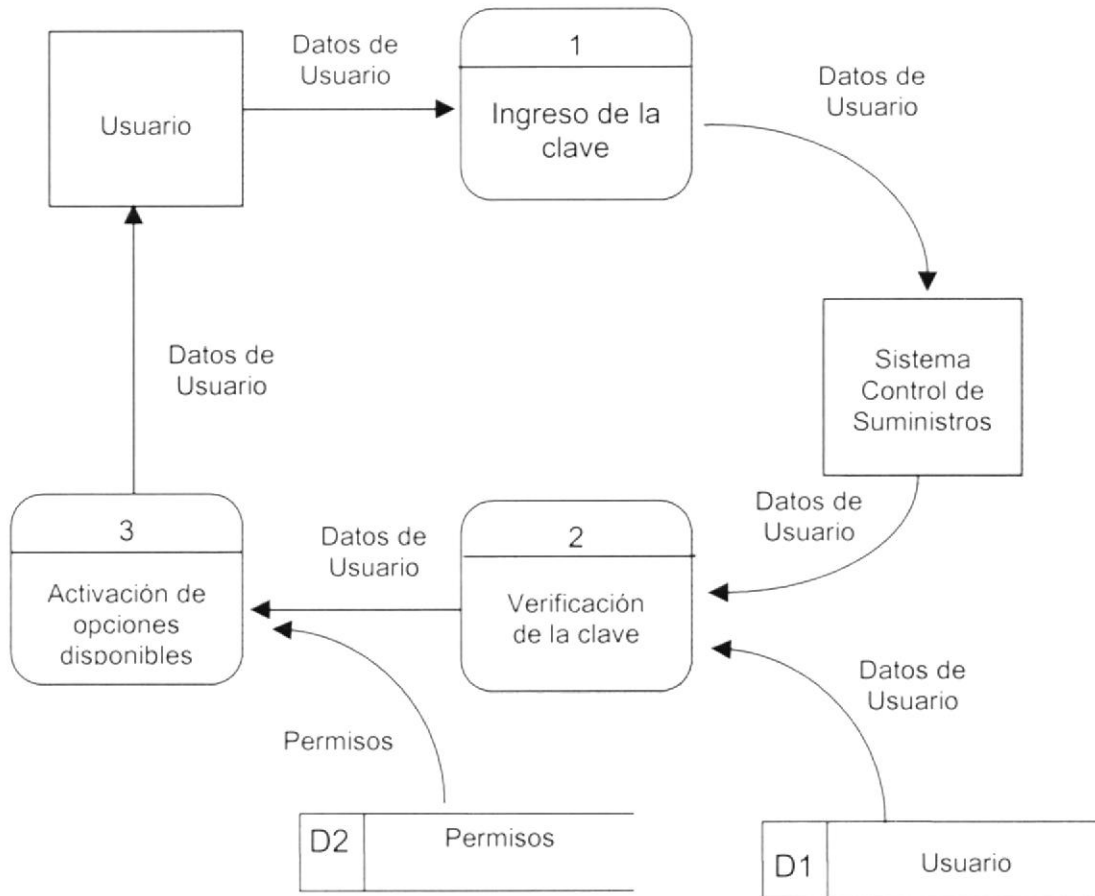 1
Datos de
Usuario
Ingreso de la
clave
Usuario
Datos de
Usuario
Sistema
Control de
Suministros
Datos de
Usuario
Datos de
Usuario
3
Activación de
opciones
disponibles
Datos de
Usuario
2
Verificación
de la clave
Datos de
Usuario
Permisos
D2
Permisos
D1
Usuario